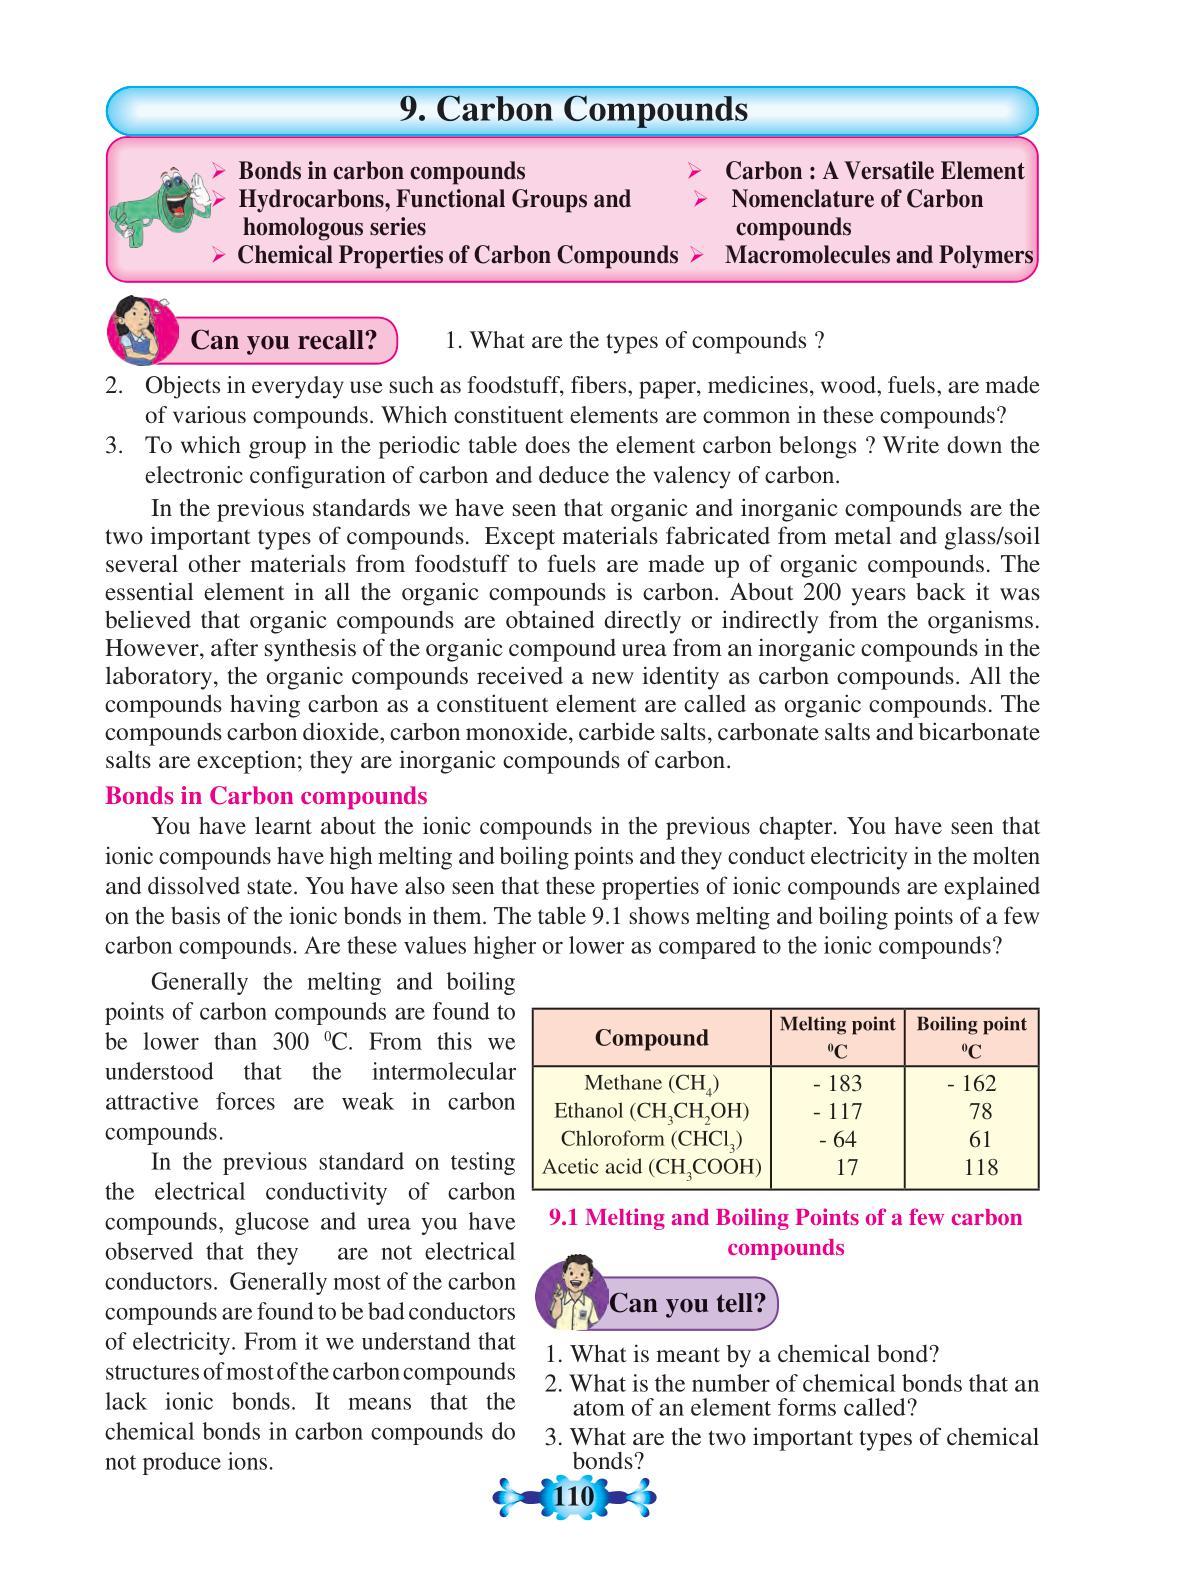 9. Carbon Compounds
➢ Bonds in carbon compounds
➢ Carbon : A Versatile Element
➢ Hydrocarbons, Functional Groups and
homologous series
➢ Nomenclature of Carbon
compounds
➢ Chemical Properties of Carbon Compounds
➢ Macromolecules and Polymers
Can you recall?
1. What are the types of compounds ?
2. Objects in everyday use such as foodstuff, fibers, paper, medicines, wood, fuels, are made
of various compounds. Which constituent elements are common in these compounds?
3. To which group in the periodic table does the element carbon belongs ? Write down the
electronic configuration of carbon and deduce the valency of carbon.
In the previous standards we have seen that organic and inorganic compounds are the
two important types of compounds. Except materials fabricated from metal and glass/soil
several other materials from foodstuff to fuels are made up of organic compounds. The
essential element in all the organic compounds is carbon. About 200 years back it was
believed that organic compounds are obtained directly or indirectly from the organisms.
However, after synthesis of the organic compound urea from an inorganic compounds in the
laboratory, the organic compounds received a new identity as carbon compounds. All the
compounds having carbon as a constituent element are called as organic compounds. The
compounds carbon dioxide, carbon monoxide, carbide salts, carbonate salts and bicarbonate
salts are exception; they are inorganic compounds of carbon.
Bonds in Carbon compounds
You have learnt about the ionic compounds in the previous chapter. You have seen that
ionic compounds have high melting and boiling points and they conduct electricity in the molten
and dissolved state. You have also seen that these properties of ionic compounds are explained
on the basis of the ionic bonds in them. The table 9.1 shows melting and boiling points of a few
carbon compounds. Are these values higher or lower as compared to the ionic compounds?
Generally the melting and boiling
points of carbon compounds are found to
be lower than 300 ⁰C. From this we
understood that the intermolecular
attractive forces are weak in carbon
compounds.
In the previous standard on testing
the electrical conductivity of carbon
compounds, glucose and urea you have
observed that they are not electrical
conductors. Generally most of the carbon
compounds are found to be bad conductors
of electricity. From it we understand that
structures of most of the carbon compounds
lack ionic bonds. It means that the
chemical bonds in carbon compounds do
not produce ions.
Compound Melting point ⁰C Boiling point ⁰C
Methane (CH₄) - 183 - 162
Ethanol (CH₃CH₂OH) - 117 78
Chloroform (CHCl₃) - 64 61
Acetic acid (CH₃COOH) 17 118
9.1 Melting and Boiling Points of a few carbon
compounds
Can you tell?
1. What is meant by a chemical bond?
2. What is the number of chemical bonds that an
atom of an element forms called?
3. What are the two important types of chemical
bonds?
110